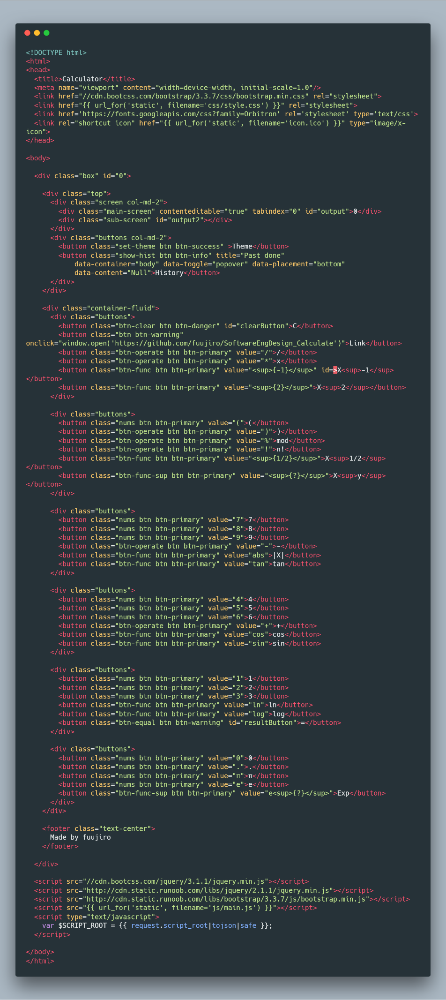 <!DOCTYPE html>
<html>
<head>
  <title>Calculator</title>
  <meta name="viewport" content="width=device-width, initial-scale=1.0"/>
  <link href="//cdn.bootcss.com/bootstrap/3.3.7/css/bootstrap.min.css" rel="stylesheet">
  <link href="{{ url_for('static', filename='css/style.css') }}" rel="stylesheet">
  <link href='https://fonts.googleapis.com/css?family=Orbitron' rel='stylesheet' type='text/css'>
  <link rel="shortcut icon" href="{{ url_for('static', filename='icon.ico') }}" type="image/x-
icon">
</head>

<body>

  <div class="box" id="0">

    <div class="top">
      <div class="screen col-md-2">
        <div class="main-screen" contenteditable="true" tabindex="0" id="output">0</div>
        <div class="sub-screen" id="output2"></div>
      </div>
      <div class="buttons col-md-2">
        <button class="set-theme btn btn-success" >Theme</button>
        <button class="show-hist btn btn-info" title="Past done"
            data-container="body" data-toggle="popover" data-placement="bottom"
            data-content="Null">History</button>
      </div>
    </div>

    <div class="container-fluid">
      <div class="buttons">
        <button class="btn-clear btn btn-danger" id="clearButton">C</button>
        <button class="btn btn-warning"
onclick="window.open('https://github.com/fuujiro/SoftwareEngDesign_Calculate')">Link</button>
        <button class="btn-operate btn btn-primary" value="/">/</button>
        <button class="btn-operate btn btn-primary" value="*">x</button>
        <button class="btn-func btn btn-primary" value="<sup>{-1}</sup>" id=>X<sup>-1</sup>
</button>
        <button class="btn-func btn btn-primary" value="<sup>{2}</sup>">X<sup>2</sup></button>
      </div>

      <div class="buttons">
        <button class="nums btn btn-primary" value="(">(</button>
        <button class="btn-operate btn btn-primary" value=")">)</button>
        <button class="btn-operate btn btn-primary" value="%">mod</button>
        <button class="btn-operate btn btn-primary" value="!">n!</button>
        <button class="btn-func btn btn-primary" value="<sup>{1/2}</sup>">X<sup>1/2</sup>
</button>
        <button class="btn-func-sup btn btn-primary" value="<sup>{?}</sup>">X<sup>y</sup>
</button>
      </div>

      <div class="buttons">
        <button class="nums btn btn-primary" value="7">7</button>
        <button class="nums btn btn-primary" value="8">8</button>
        <button class="nums btn btn-primary" value="9">9</button>
        <button class="btn-operate btn btn-primary" value="-">-</button>
        <button class="btn-func btn btn-primary" value="abs">|X|</button>
        <button class="btn-func btn btn-primary" value="tan">tan</button>
      </div>

      <div class="buttons">
        <button class="nums btn btn-primary" value="4">4</button>
        <button class="nums btn btn-primary" value="5">5</button>
        <button class="nums btn btn-primary" value="6">6</button>
        <button class="btn-operate btn btn-primary" value="+">+</button>
        <button class="btn-func btn btn-primary" value="cos">cos</button>
        <button class="btn-func btn btn-primary" value="sin">sin</button>
      </div>

      <div class="buttons">
        <button class="nums btn btn-primary" value="1">1</button>
        <button class="nums btn btn-primary" value="2">2</button>
        <button class="nums btn btn-primary" value="3">3</button>
        <button class="btn-func btn btn-primary" value="ln">ln</button>
        <button class="btn-func btn btn-primary" value="log">log</button>
        <button class="btn-equal btn btn-warning" id="resultButton">=</button>
      </div>

      <div class="buttons">
        <button class="nums btn btn-primary" value="0">0</button>
        <button class="nums btn btn-primary" value=".">.</button>
        <button class="nums btn btn-primary" value="π">π</button>
        <button class="nums btn btn-primary" value="e">e</button>
        <button class="btn-func-sup btn btn-primary" value="e<sup>{?}</sup>">Exp</button>
      </div>
    </div>

    <footer class="text-center">
      Made by fuujiro
    </footer>

  </div>

  <script src="//cdn.bootcss.com/jquery/3.1.1/jquery.min.js"></script>
  <script src="http://cdn.static.runoob.com/libs/jquery/2.1.1/jquery.min.js"></script>
  <script src="http://cdn.static.runoob.com/libs/bootstrap/3.3.7/js/bootstrap.min.js"></script>
  <script src="{{ url_for('static', filename='js/main.js') }}"></script>
  <script type="text/javascript">
    var $SCRIPT_ROOT = {{ request.script_root|tojson|safe }};
  </script>

</body>
</html>